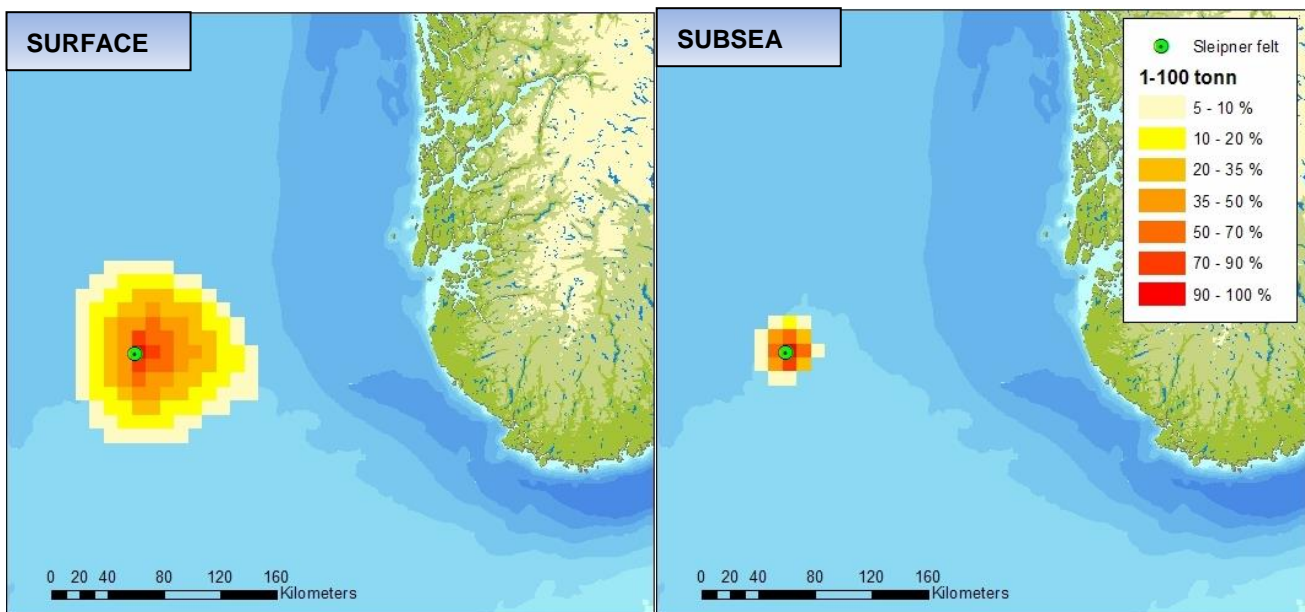 SURFACE
0 20 40 80 120 160
Kilometers
SUBSEA
Sleipner felt
1-100 tonn
5 - 10 %
10 - 20 %
20 - 35 %
35 - 50 %
50 - 70 %
70 - 90 %
90 - 100 %
0 20 40 80 120 160
Kilometers